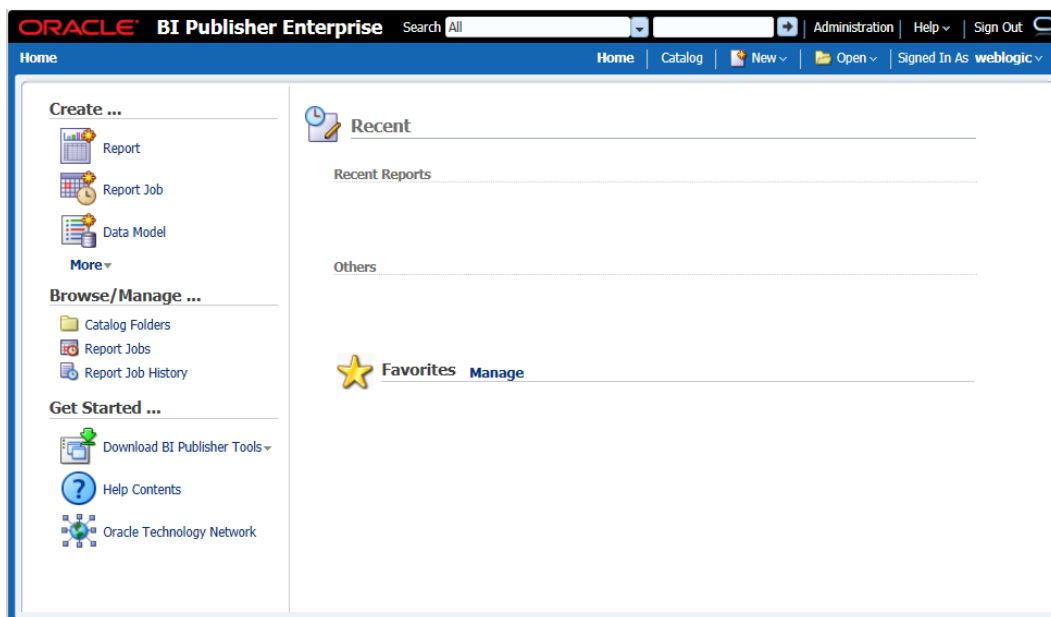 ORACLE BI Publisher Enterprise Search All Administration Help Sign Out
Home Home Catalog New Open Signed In As weblogic
Create ...
Report
Report Job
Data Model
More
Browse/Manage ...
Catalog Folders
Report Jobs
Report Job History
Get Started ...
Download BI Publisher Tools
Help Contents
Oracle Technology Network
Recent
Recent Reports
Others
Favorites Manage